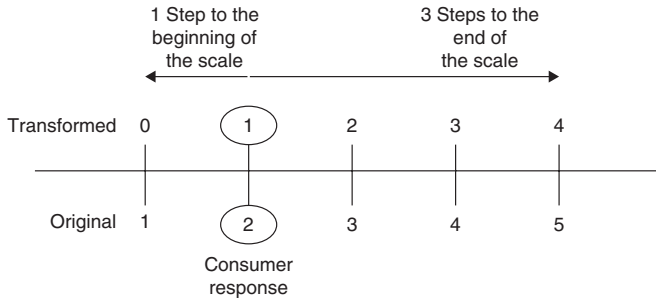 1 Step to the
beginning of
the scale
3 Steps to the
end of
the scale
Transformed 0 1 2 3 4
Original 1 2 3 4 5
Consumer
response